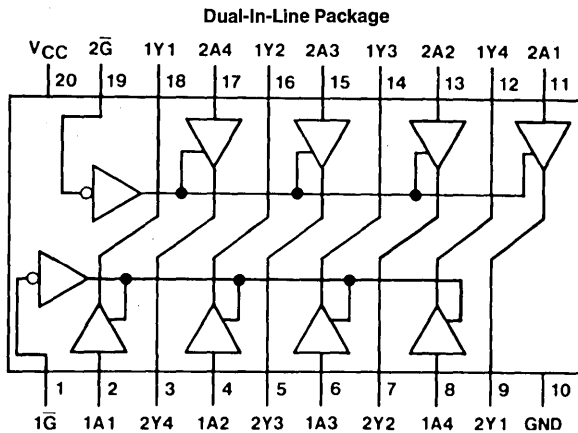 Dual-In-Line Package
VCC 2G̅ 1Y1 2A4 1Y2 2A3 1Y3 2A2 1Y4 2A1
20 19 18 17 16 15 14 13 12 11
1 2 3 4 5 6 7 8 9 10
1G̅ 1A1 2Y4 1A2 2Y3 1A3 2Y2 1A4 2Y1 GND